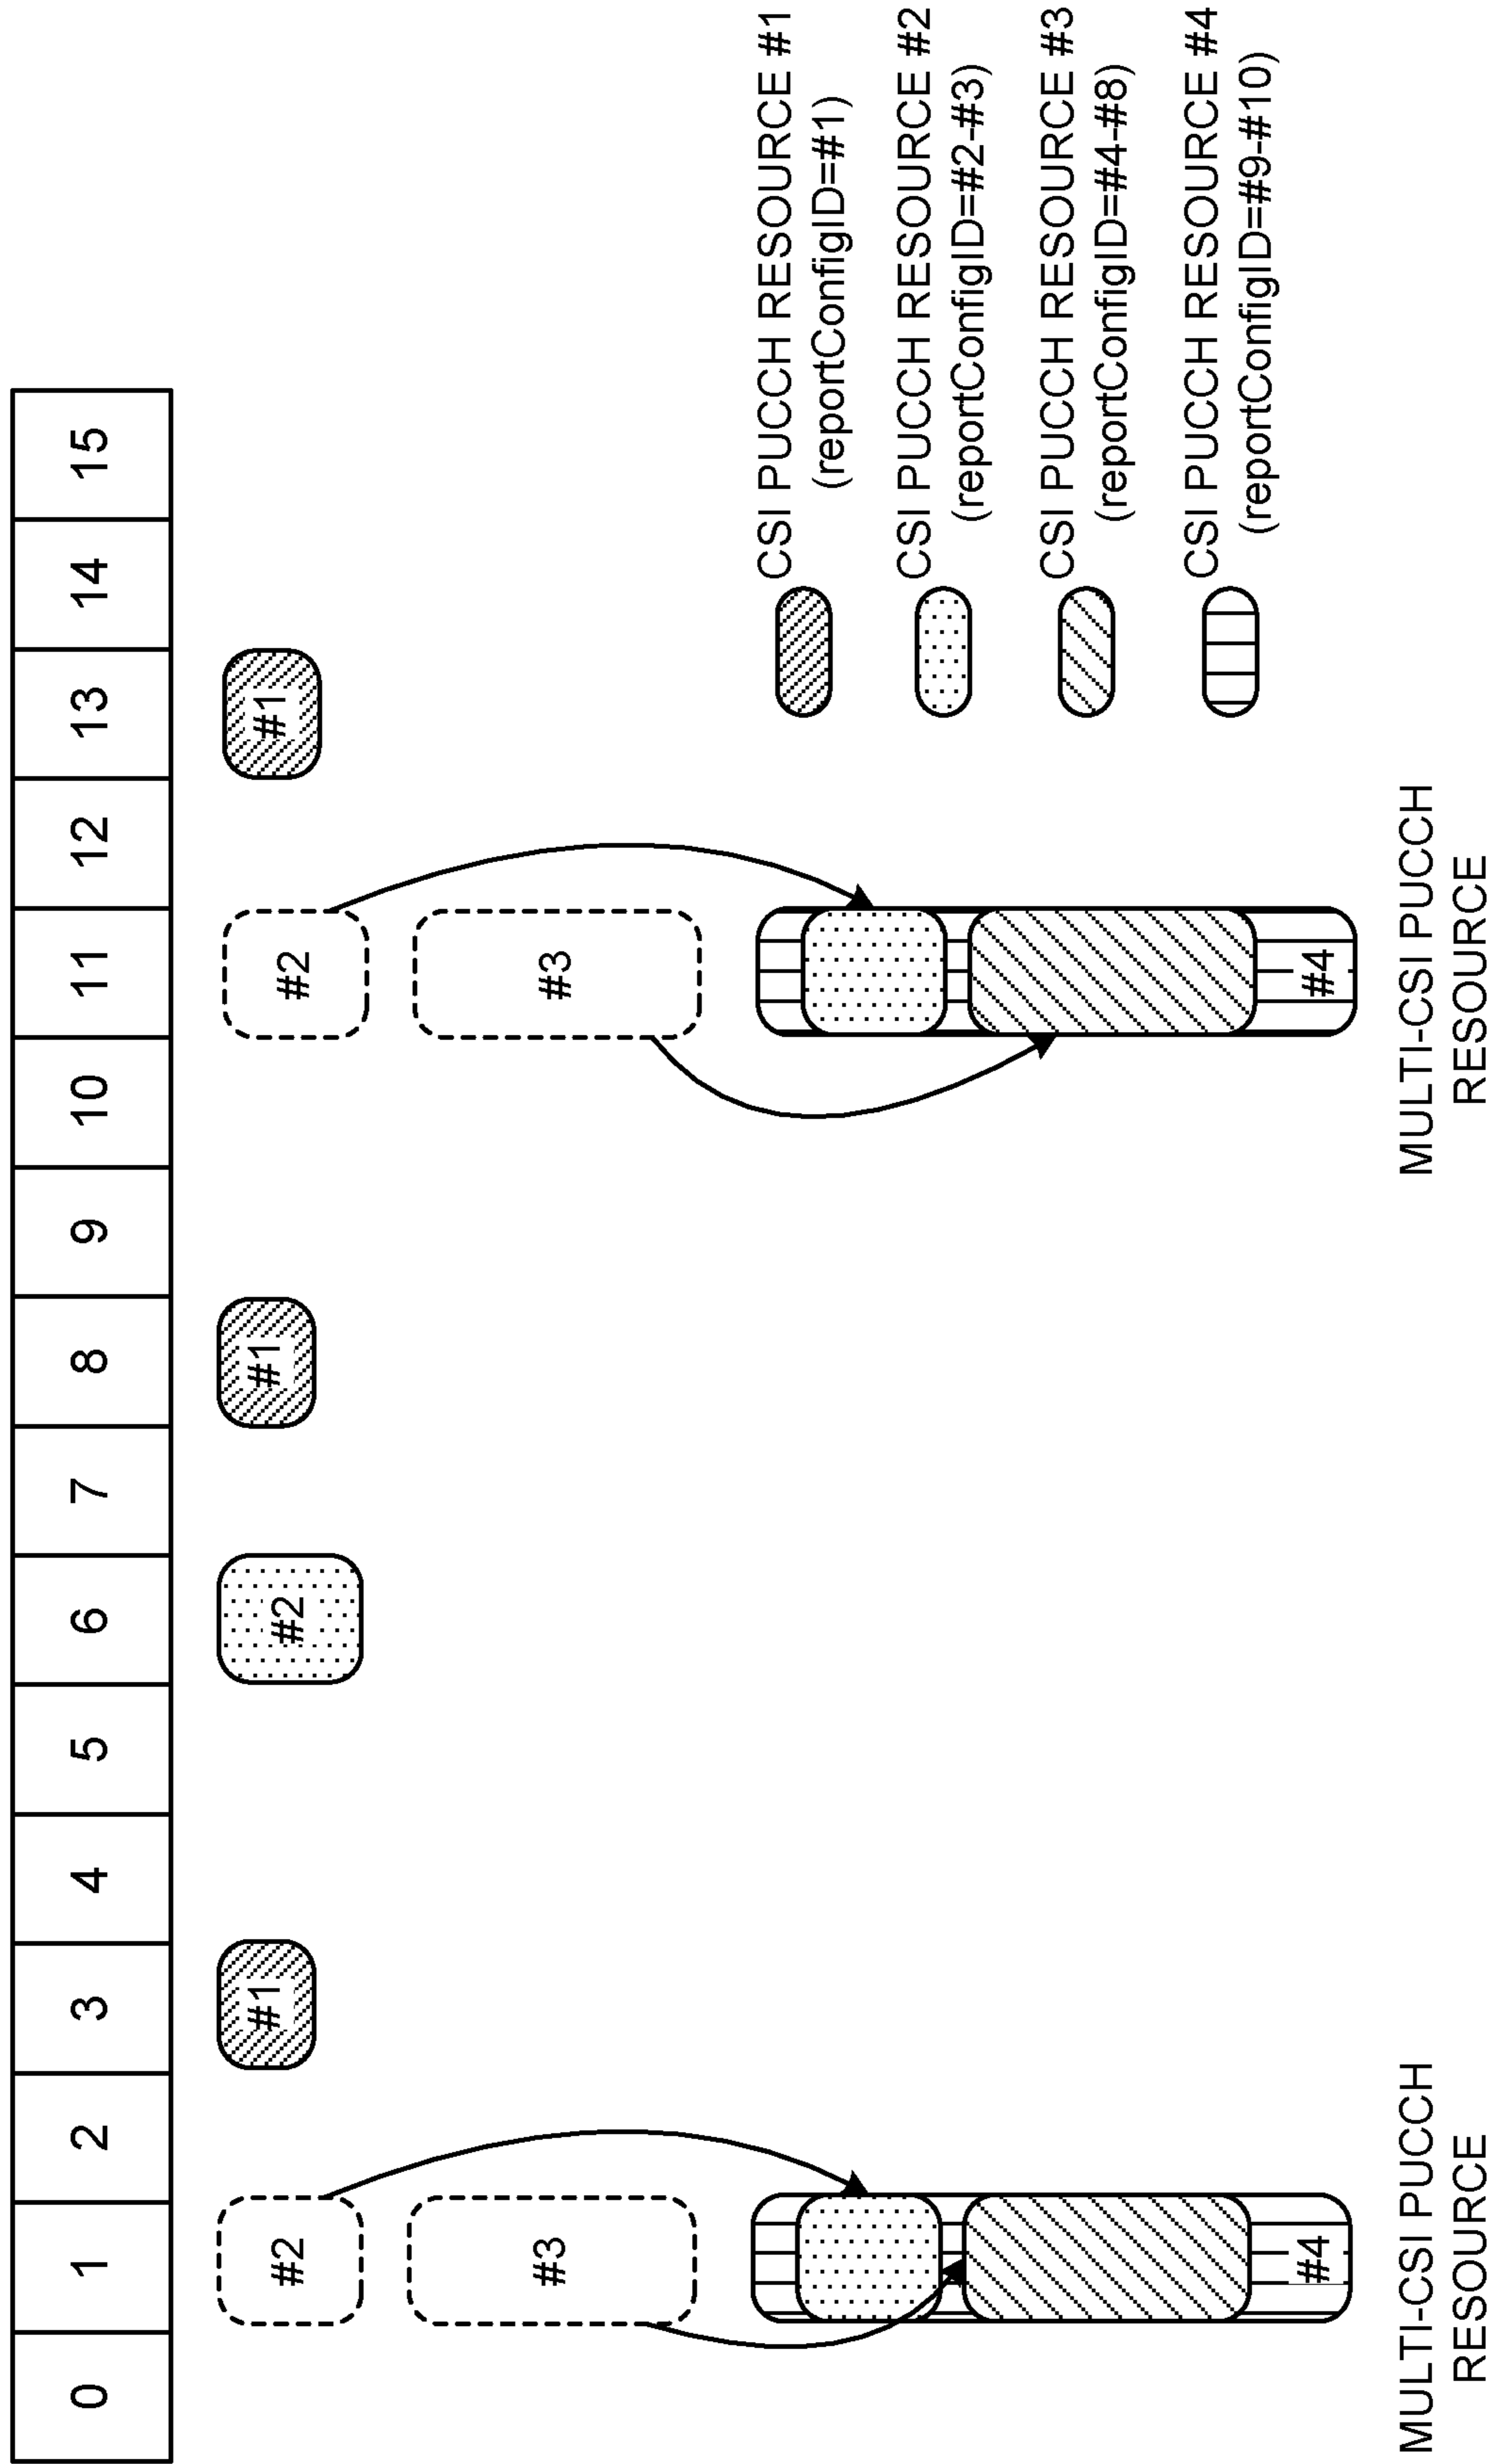 0 1 2 3 4 5 6 7 8 9 10 11 12 13 14 15
#2 #1 #2 #1 #2 #1
#3 #3
#4 #4
MULTI-CSI PUCCH
RESOURCE
MULTI-CSI PUCCH
RESOURCE
CSI PUCCH RESOURCE #1
(reportConfigID=#1)
CSI PUCCH RESOURCE #2
(reportConfigID=#2-#3)
CSI PUCCH RESOURCE #3
(reportConfigID=#4-#8)
CSI PUCCH RESOURCE #4
(reportConfigID=#9-#10)